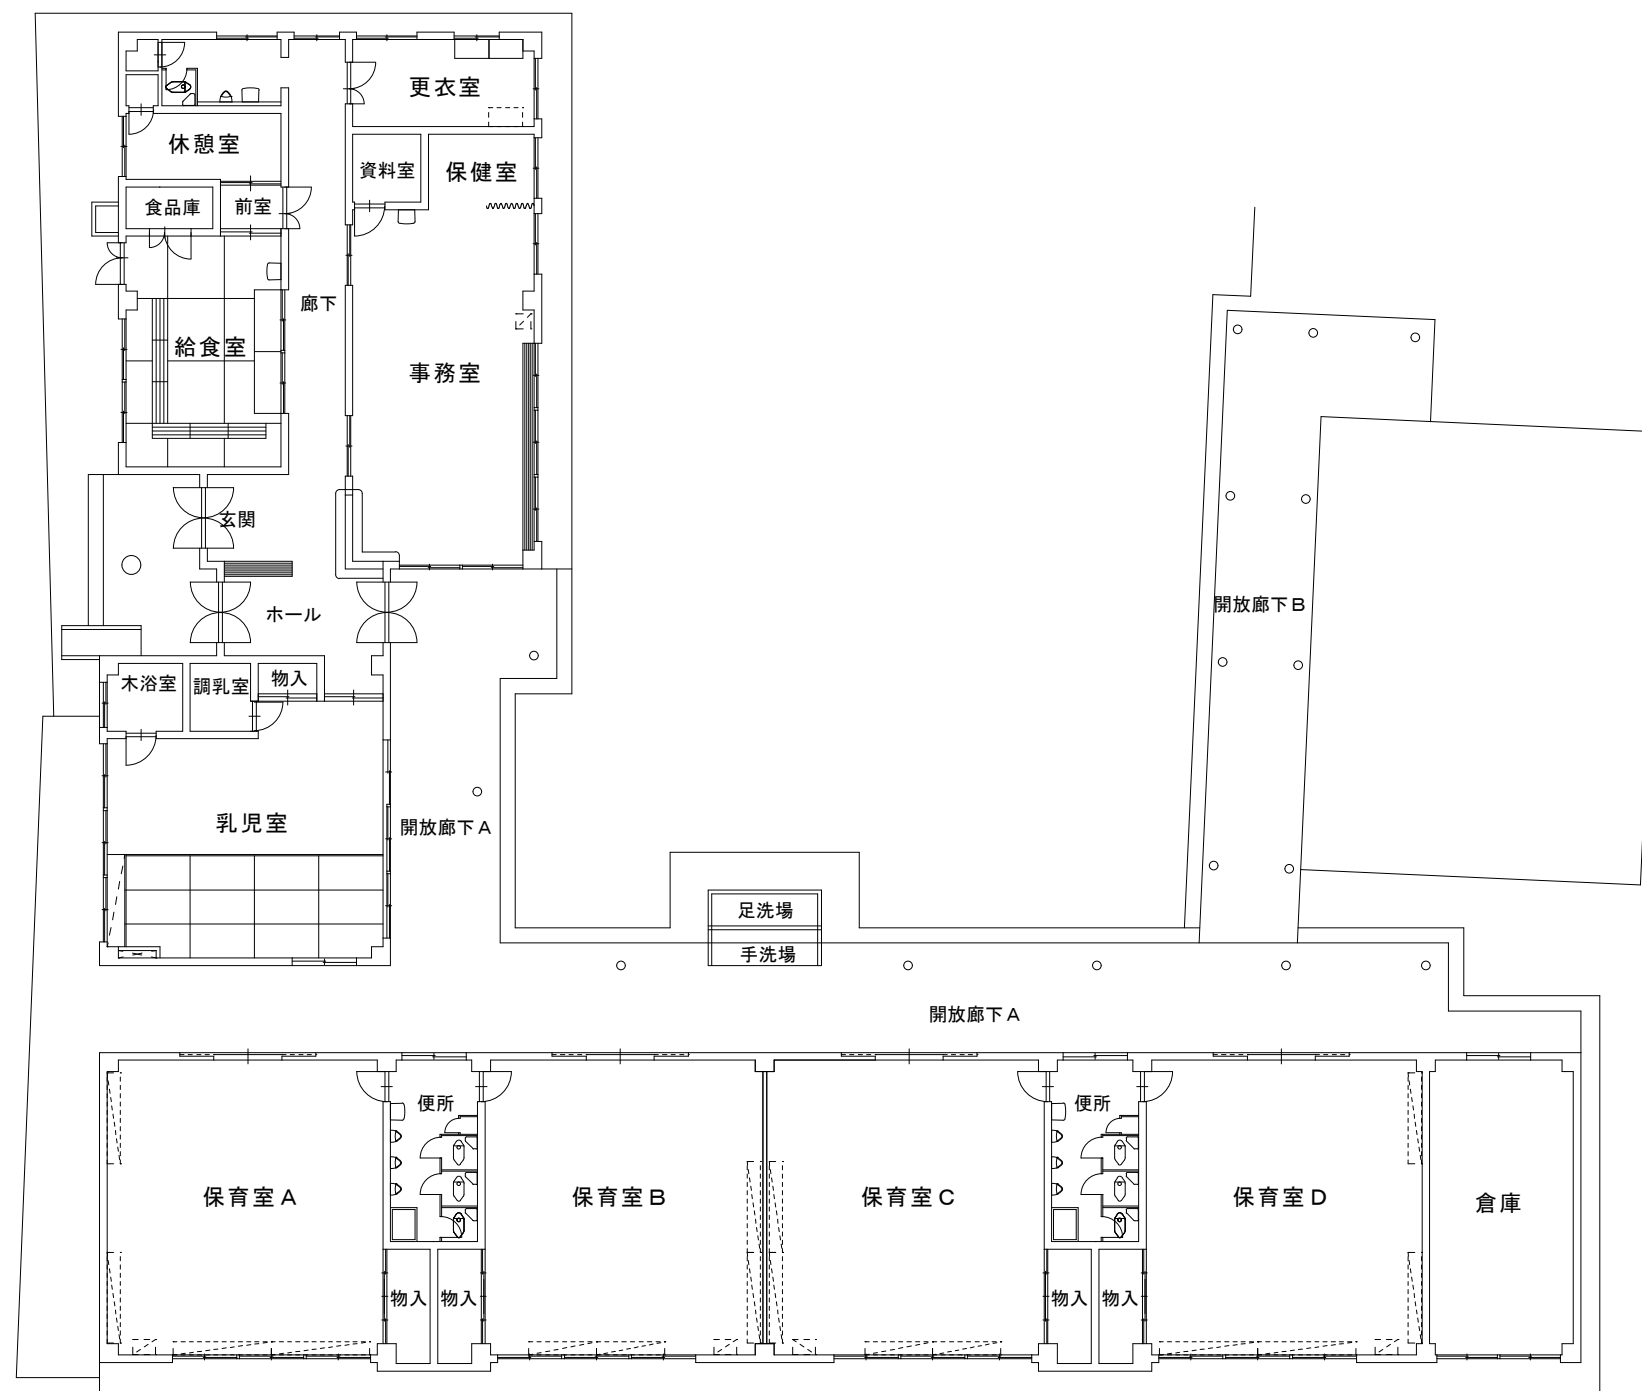 更衣室
休憩室
資料室
保健室
食品庫
前室
廊下
給食室
事務室
玄関
ホール
開放廊下B
木浴室
調乳室
物入
乳児室
開放廊下A
足洗場
手洗場
開放廊下A
便所
便所
保育室A
保育室B
保育室C
保育室D
倉庫
物入
物入
物入
物入